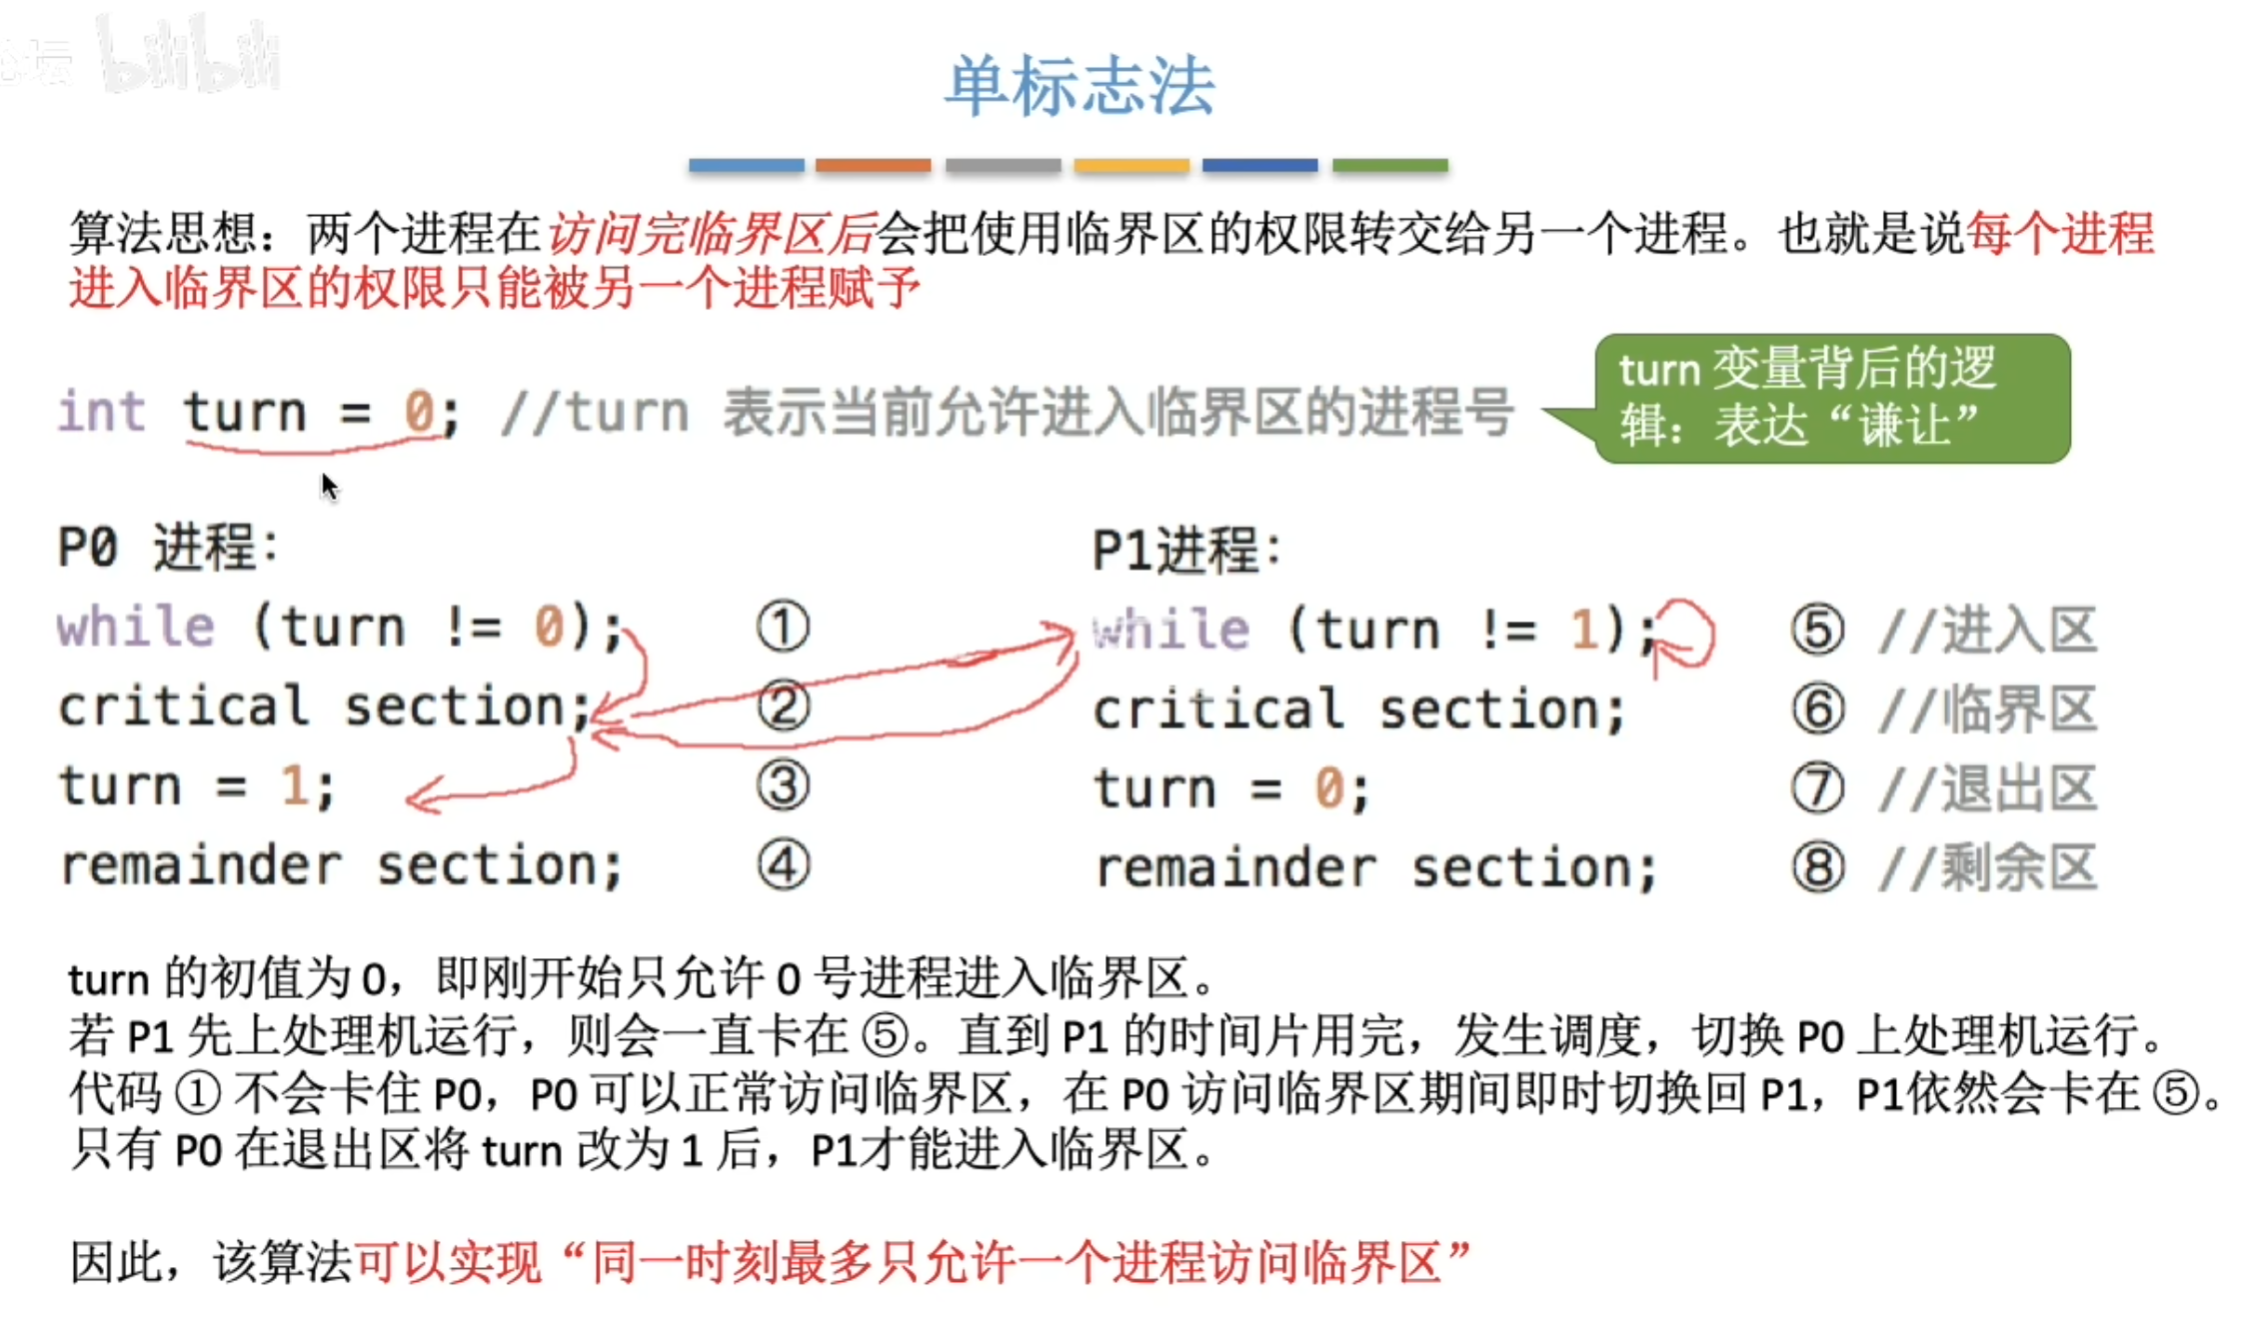 坛 bilibili
单标志法
算法思想：两个进程在访问完临界区后会把使用临界区的权限转交给另一个进程。也就是说每个进程
进入临界区的权限只能被另一个进程赋予
int turn = 0; //turn 表示当前允许进入临界区的进程号
turn 变量背后的逻
辑：表达“谦让”
P0 进程：
while (turn != 0); ①
critical section; ②
turn = 1; ③
remainder section; ④
P1进程：
while (turn != 1); ⑤ //进入区
critical section; ⑥ //临界区
turn = 0; ⑦ //退出区
remainder section; ⑧ //剩余区
turn 的初值为 0，即刚开始只允许 0 号进程进入临界区。
若 P1 先上处理机运行，则会一直卡在 ⑤。直到 P1 的时间片用完，发生调度，切换 P0 上处理机运行。
代码 ① 不会卡住 P0，P0 可以正常访问临界区，在 P0 访问临界区期间即时切换回 P1，P1依然会卡在 ⑤。
只有 P0 在退出区将 turn 改为 1 后，P1才能进入临界区。
因此，该算法可以实现“同一时刻最多只允许一个进程访问临界区”